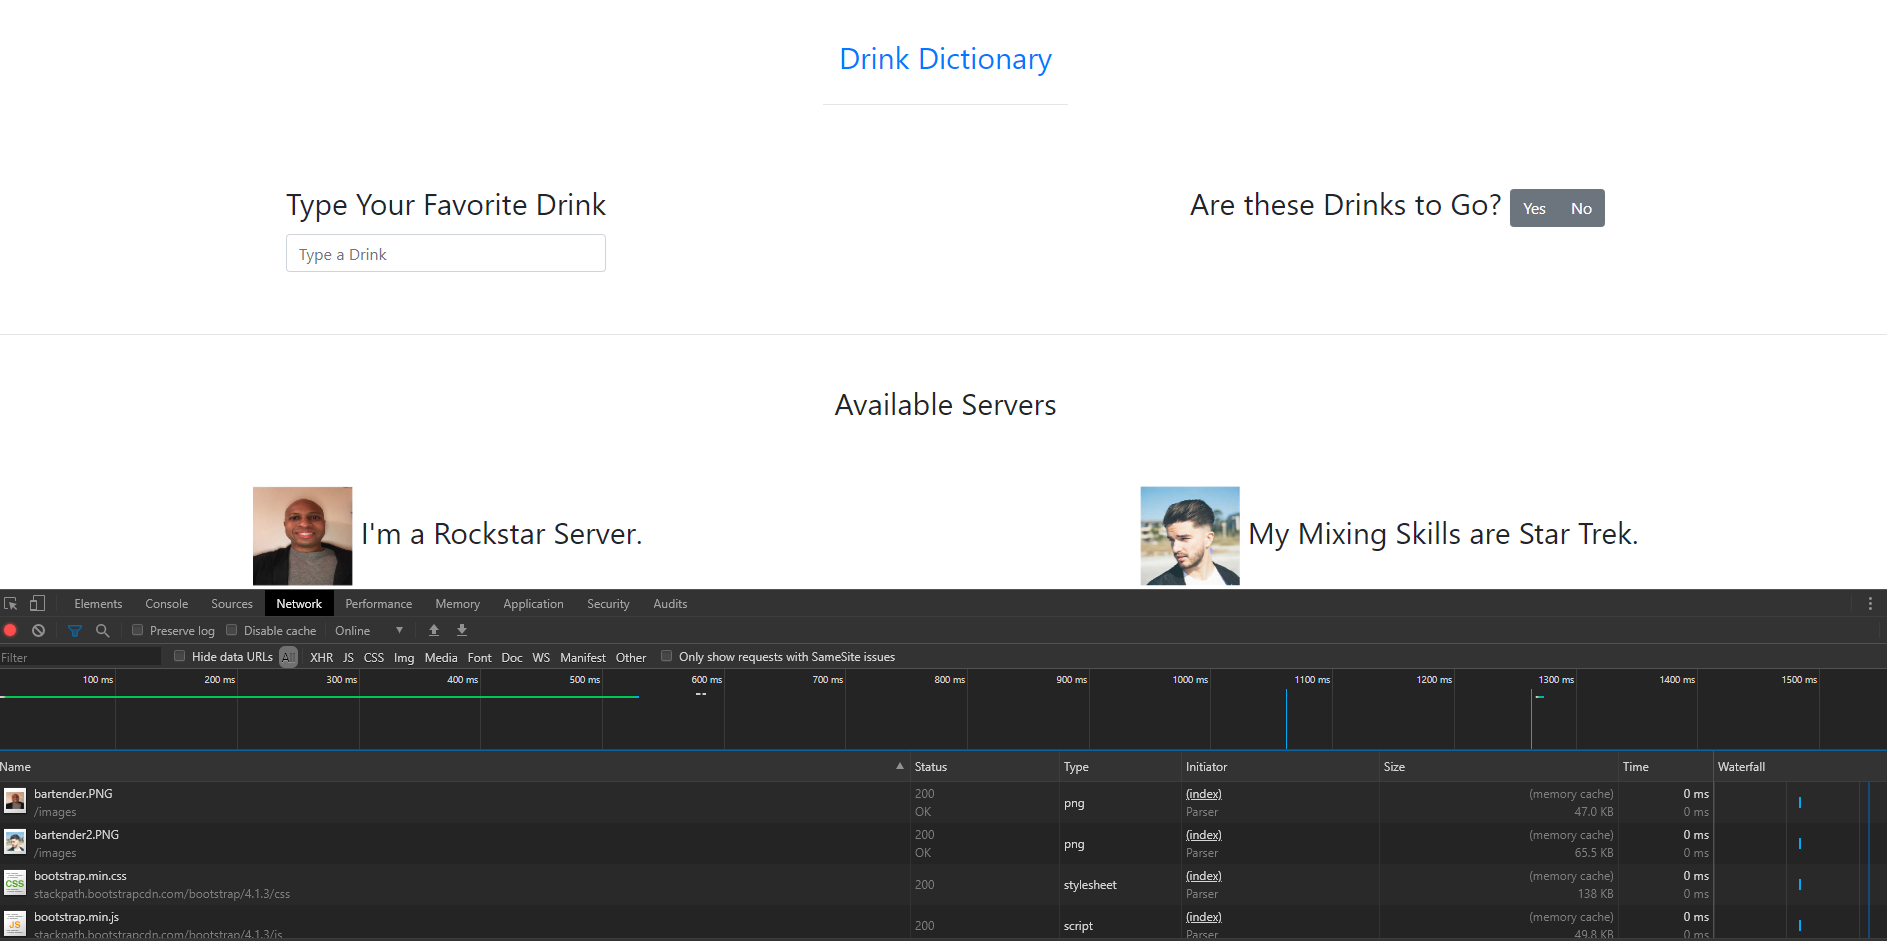 Drink Dictionary
Type Your Favorite Drink
Are these Drinks to Go? Yes No
Type a Drink
Available Servers
I'm a Rockstar Server.
My Mixing Skills are Star Trek.
Elements Console Sources Network Performance Memory Application Security Audits
Preserve log Disable cache Online
Filter Hide data URLs All XHR JS CSS Img Media Font Doc WS Manifest Other Only show requests with SameSite issues
100 ms 200 ms 300 ms 400 ms 500 ms 600 ms 700 ms 800 ms 900 ms 1000 ms 1100 ms 1200 ms 1300 ms 1400 ms 1500 ms
Name Status Type Initiator Size Time Waterfall
bartender.PNG 200 png (index) (memory cache) 0 ms
/images OK Parser 47.0 KB 0 ms
bartender2.PNG 200 png (index) (memory cache) 0 ms
/images OK Parser 65.5 KB 0 ms
CSS bootstrap.min.css 200 stylesheet (index) (memory cache) 0 ms
stackpath.bootstrapcdn.com/bootstrap/4.1.3/css Parser 138 KB 0 ms
JS bootstrap.min.js 200 script (index) (memory cache) 0 ms
stackpath.bootstrapcdn.com/bootstrap/4.1.3/js Parser 49.8 KB 0 ms